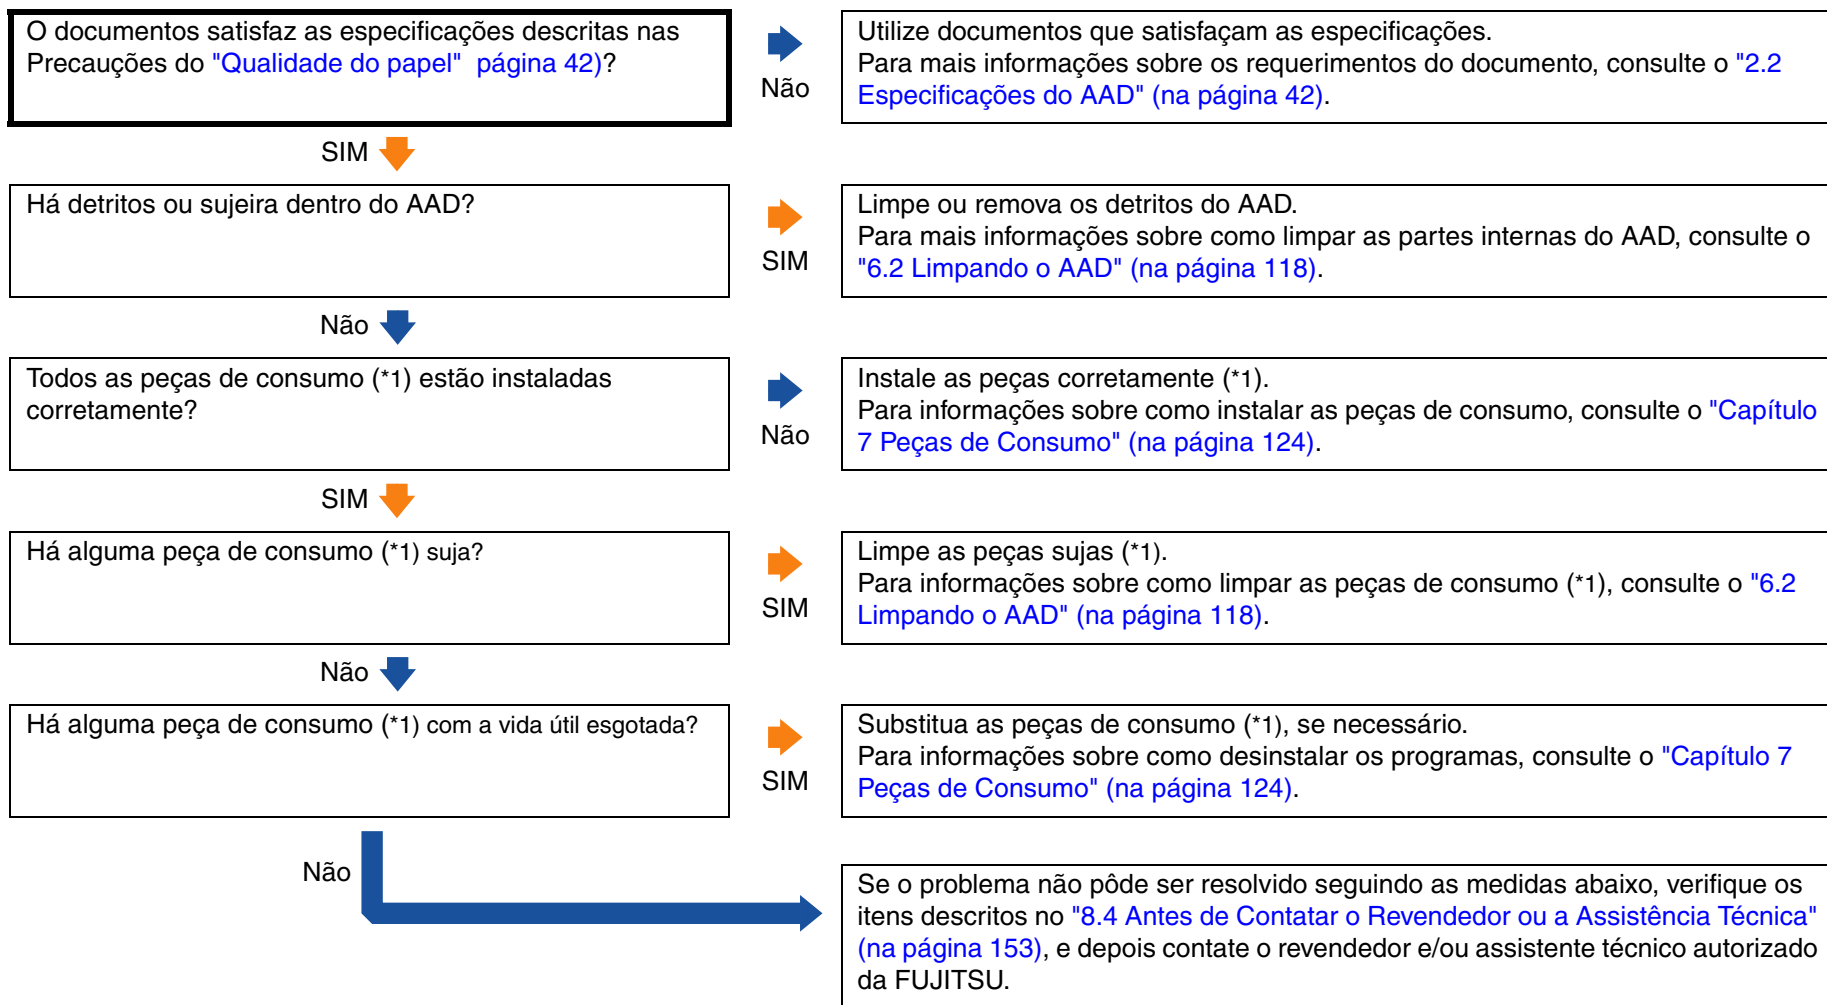 O documentos satisfaz as especificações descritas nas
Precauções do "Qualidade do papel"  página 42)?
Não
Utilize documentos que satisfaçam as especificações.
Para mais informações sobre os requerimentos do documento, consulte o "2.2
Especificações do AAD" (na página 42).
SIM
Há detritos ou sujeira dentro do AAD?
SIM
Limpe ou remova os detritos do AAD.
Para mais informações sobre como limpar as partes internas do AAD, consulte o
"6.2 Limpando o AAD" (na página 118).
Não
Todos as peças de consumo (*1) estão instaladas
corretamente?
Não
Instale as peças corretamente (*1).
Para informações sobre como instalar as peças de consumo, consulte o "Capítulo
7 Peças de Consumo" (na página 124).
SIM
Há alguma peça de consumo (*1) suja?
SIM
Limpe as peças sujas (*1).
Para informações sobre como limpar as peças de consumo (*1), consulte o "6.2
Limpando o AAD" (na página 118).
Não
Há alguma peça de consumo (*1) com a vida útil esgotada?
SIM
Substitua as peças de consumo (*1), se necessário.
Para informações sobre como desinstalar os programas, consulte o "Capítulo 7
Peças de Consumo" (na página 124).
Não
Se o problema não pôde ser resolvido seguindo as medidas abaixo, verifique os
itens descritos no "8.4 Antes de Contatar o Revendedor ou a Assistência Técnica"
(na página 153), e depois contate o revendedor e/ou assistente técnico autorizado
da FUJITSU.